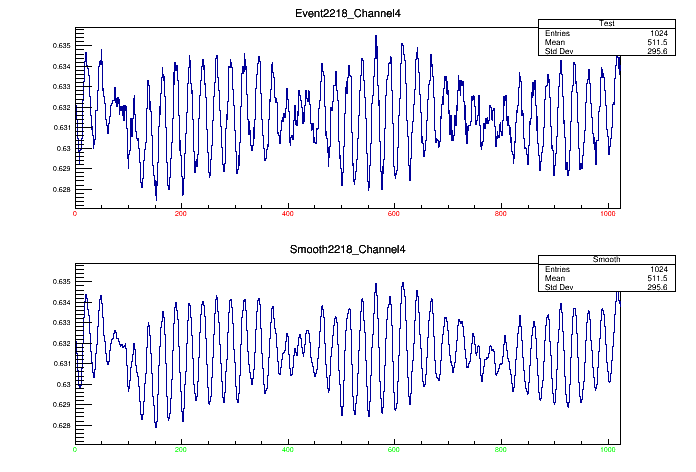 Event2218_Channel4
Test
Entries 1024
Mean 511.5
Std Dev 295.6
0.635
0.634
0.633
0.632
0.631
0.63
0.629
0.628
0 200 400 600 800 1000
Smooth2218_Channel4
Smooth
Entries 1024
Mean 511.5
Std Dev 295.6
0.635
0.634
0.633
0.632
0.631
0.63
0.629
0.628
0 200 400 600 800 1000